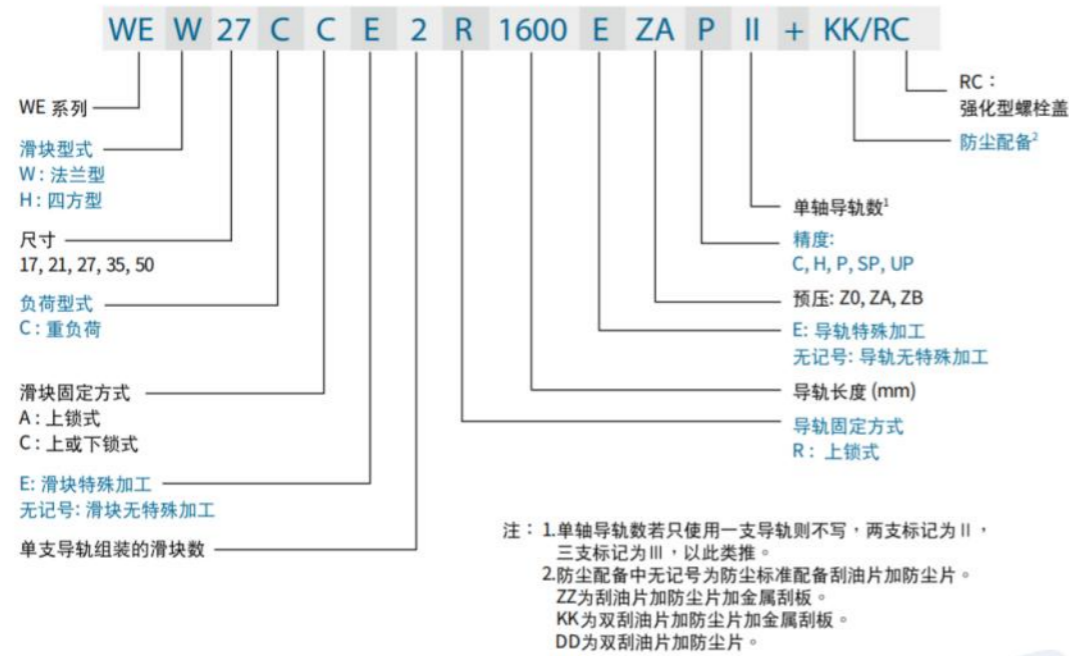 WE W 27 C C E 2 R 1600 E ZA P II + KK/RC
WE 系列
滑块型式
W : 法兰型
H : 四方型
尺寸
17, 21, 27, 35, 50
负荷型式
C : 重负荷
滑块固定方式
A : 上锁式
C : 上或下锁式
E: 滑块特殊加工
无记号: 滑块无特殊加工
单支导轨组装的滑块数
RC :
强化型螺栓盖
防尘配备2
单轴导轨数1
精度:
C, H, P, SP, UP
预压: Z0, ZA, ZB
E: 导轨特殊加工
无记号: 导轨无特殊加工
导轨长度 (mm)
导轨固定方式
R : 上锁式
注：1.单轴导轨数若只使用一支导轨则不写，两支标记为II，
三支标记为III，以此类推。
2.防尘配备中无记号为防尘标准配备刮油片加防尘片。
ZZ为刮油片加防尘片加金属刮板。
KK为双刮油片加防尘片加金属刮板。
DD为双刮油片加防尘片。